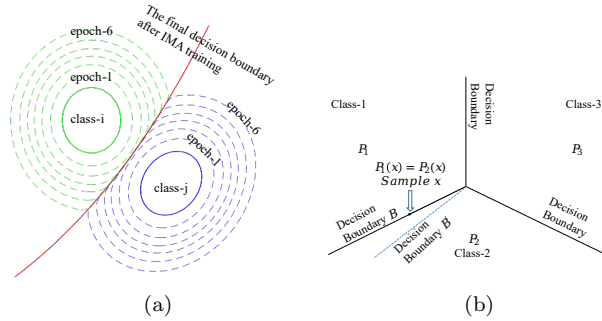 epoch-6
epoch-1
class-i
The final decision boundary
after IMA training
epoch-6
epoch-1
class-j
(a)
Class-1
Decision
Boundary
Class-3
P1
P1(x) = P2(x)
Sample x
P3
Decision
Boundary B
Decision
Boundary B̃
P2
Class-2
Decision
Boundary
(b)